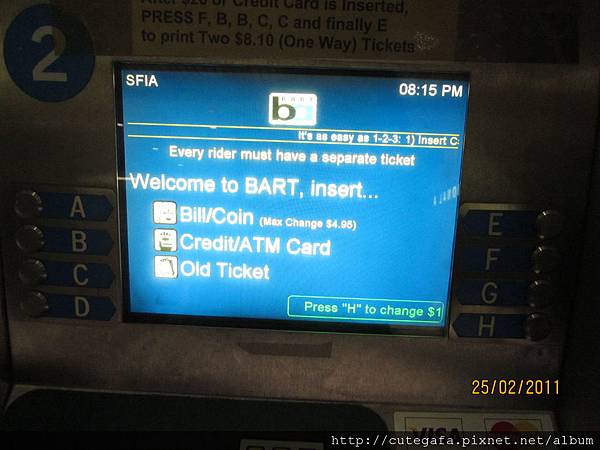 After $20 or Credit Card is Inserted,
PRESS F, B, B, C, C and finally E
to print Two $8.10 (One Way) Tickets
2
SFIA
08:15 PM
BART
ba
It's as easy as 1-2-3: 1) Insert C
Every rider must have a separate ticket
Welcome to BART, insert...
Bill/Coin (Max Change $4.95)
Credit/ATM Card
Old Ticket
Press "H" to change $1
A
B
C
D
E
F
G
H
25/02/2011
VISA
http://cutegafa.pixnet.net/album